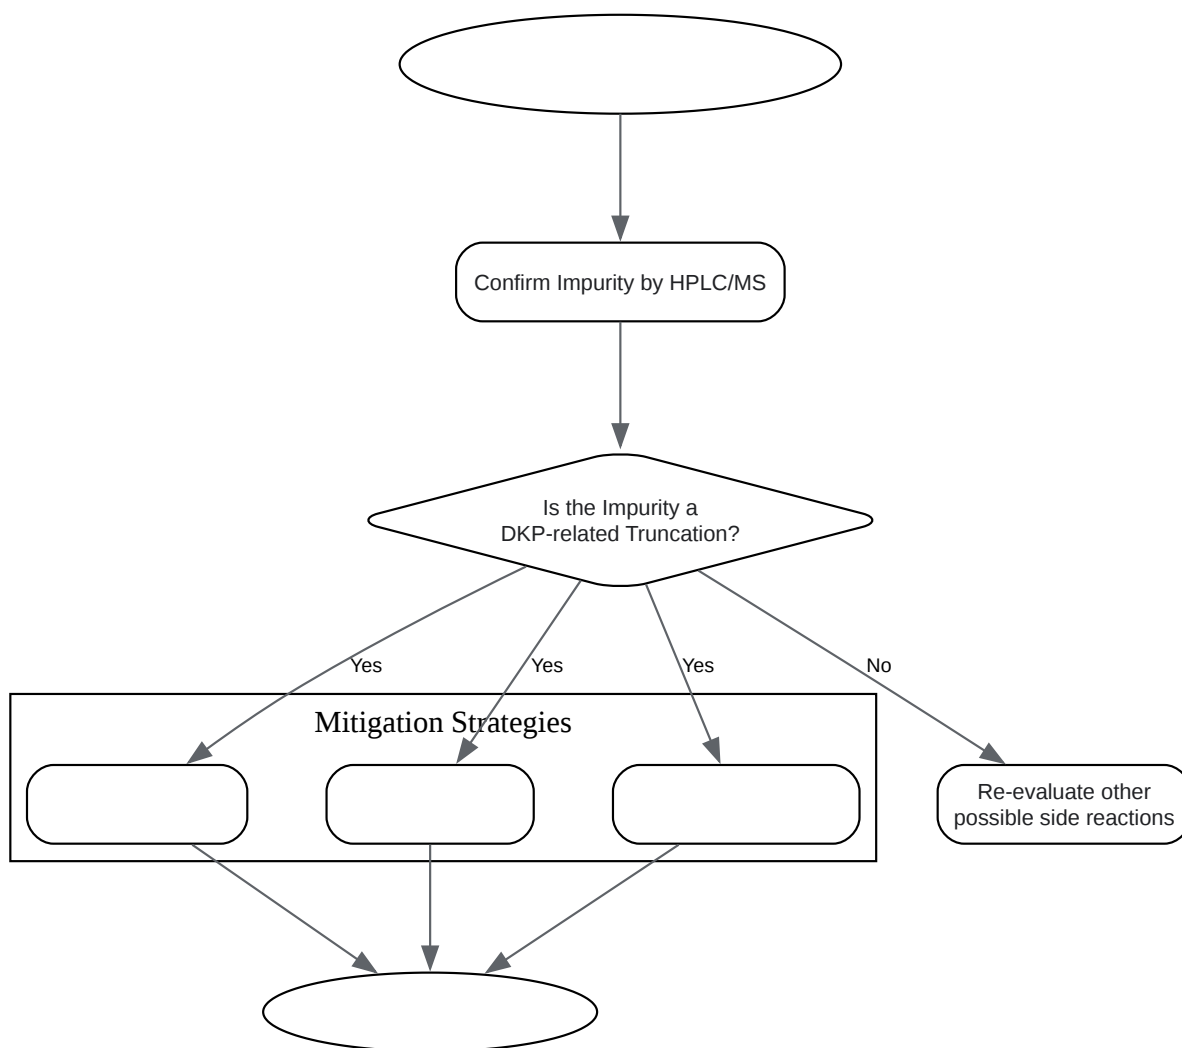 Confirm Impurity by HPLC/MS
Is the Impurity a
DKP-related Truncation?
Yes
Yes
Yes
No
Mitigation Strategies
Re-evaluate other
possible side reactions